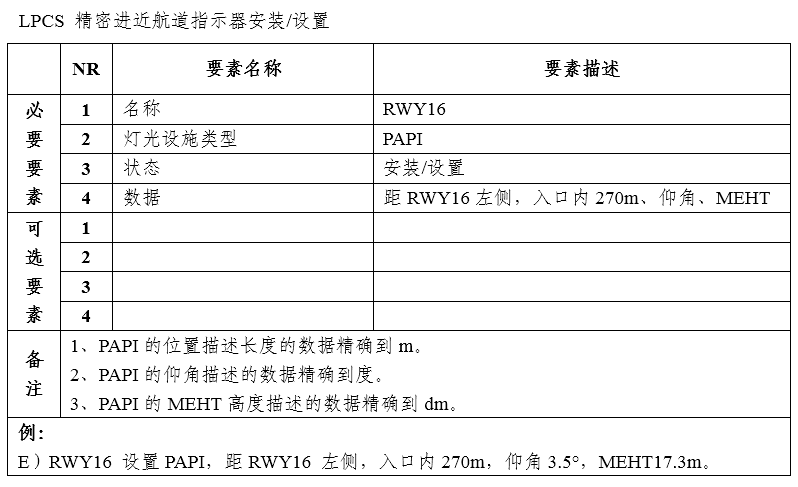 LPCS 精密进近航道指示器安装/设置
NR 要素名称 要素描述
必要要素
1 名称 RWY16
2 灯光设施类型 PAPI
3 状态 安装/设置
4 数据 距 RWY16 左侧，入口内 270m、仰角、MEHT
可选要素
1
2
3
4
备注
1、PAPI 的位置描述长度的数据精确到 m。
2、PAPI 的仰角描述的数据精确到度。
3、PAPI 的 MEHT 高度描述的数据精确到 dm。
例：
E）RWY16 设置 PAPI，距 RWY16 左侧，入口内 270m，仰角 3.5°，MEHT17.3m。